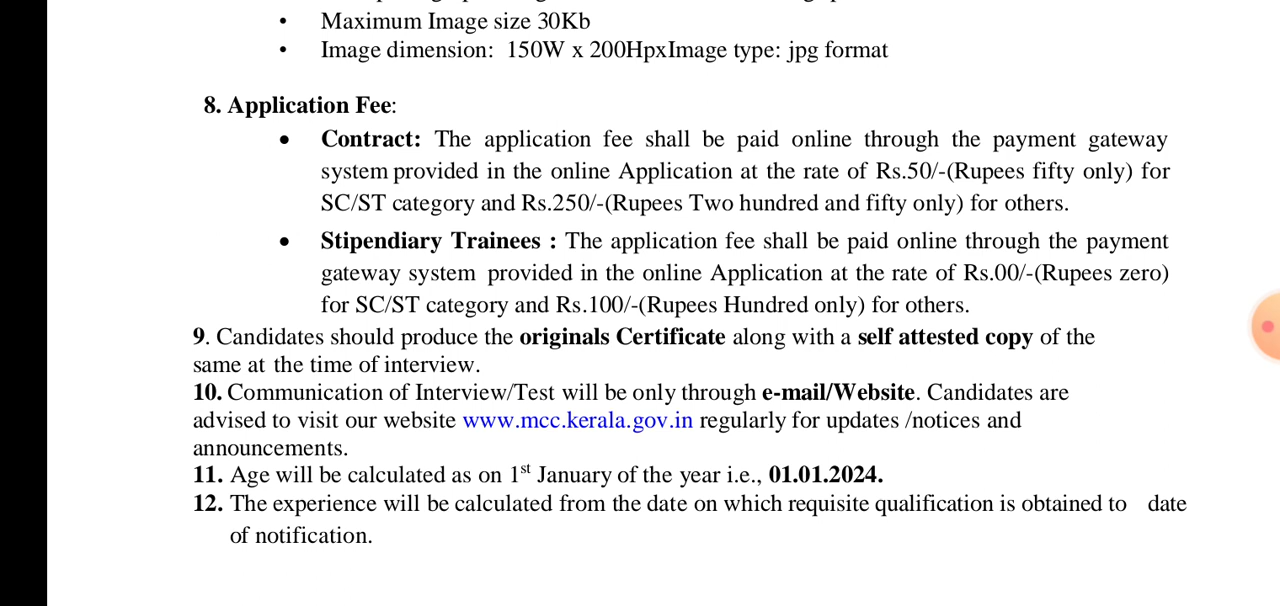 • Maximum Image size 30Kb
• Image dimension: 150W x 200HpxImage type: jpg format
8. Application Fee:
• Contract: The application fee shall be paid online through the payment gateway
system provided in the online Application at the rate of Rs.50/-(Rupees fifty only) for
SC/ST category and Rs.250/-(Rupees Two hundred and fifty only) for others.
• Stipendiary Trainees : The application fee shall be paid online through the payment
gateway system provided in the online Application at the rate of Rs.00/-(Rupees zero)
for SC/ST category and Rs.100/-(Rupees Hundred only) for others.
9. Candidates should produce the originals Certificate along with a self attested copy of the
same at the time of interview.
10. Communication of Interview/Test will be only through e-mail/Website. Candidates are
advised to visit our website www.mcc.kerala.gov.in regularly for updates /notices and
announcements.
11. Age will be calculated as on 1st January of the year i.e., 01.01.2024.
12. The experience will be calculated from the date on which requisite qualification is obtained to date
of notification.